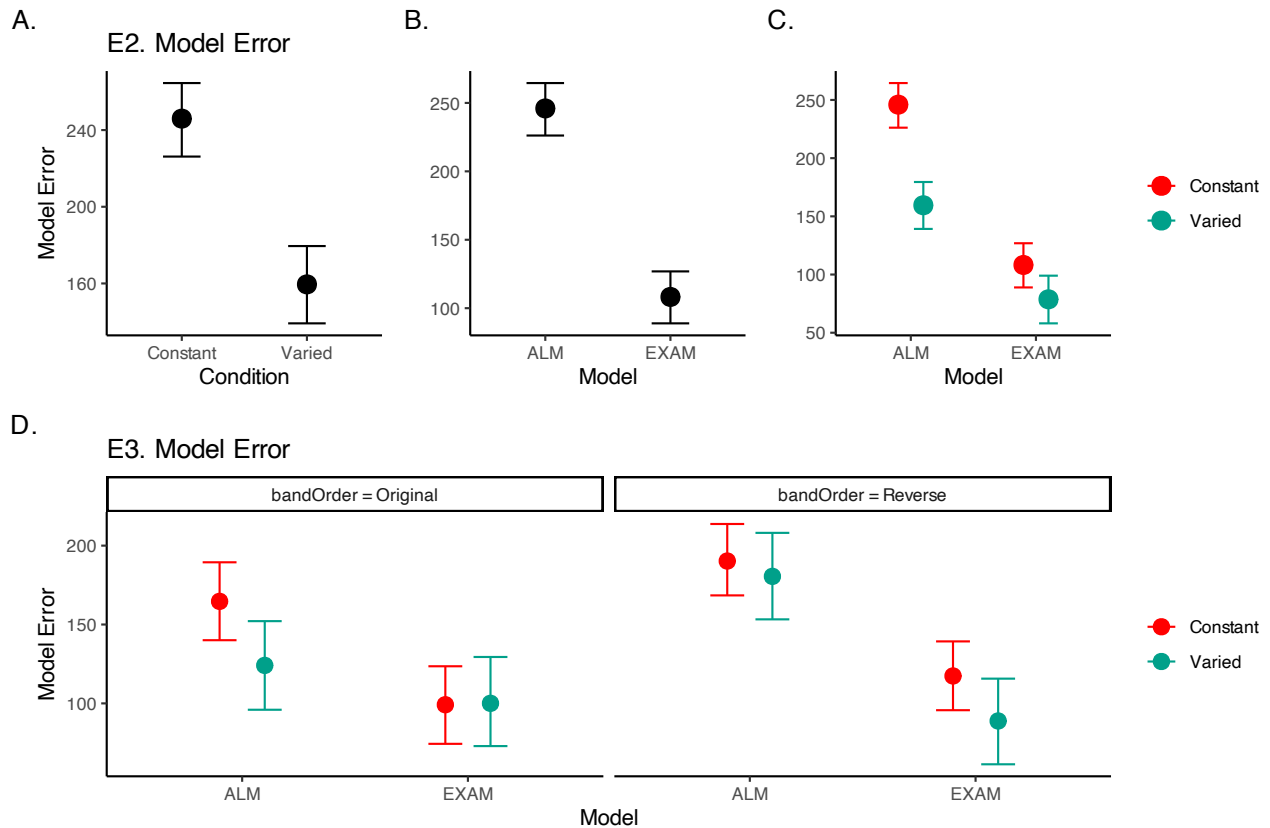 A.
E2. Model Error
Model Error
240
200
160
Constant Varied
Condition
B.
250
200
150
100
ALM EXAM
Model
C.
250
200
150
100
50
ALM EXAM
Model
Constant
Varied
D.
E3. Model Error
bandOrder = Original
bandOrder = Reverse
Model Error
200
150
100
ALM EXAM ALM EXAM
Model
Constant
Varied